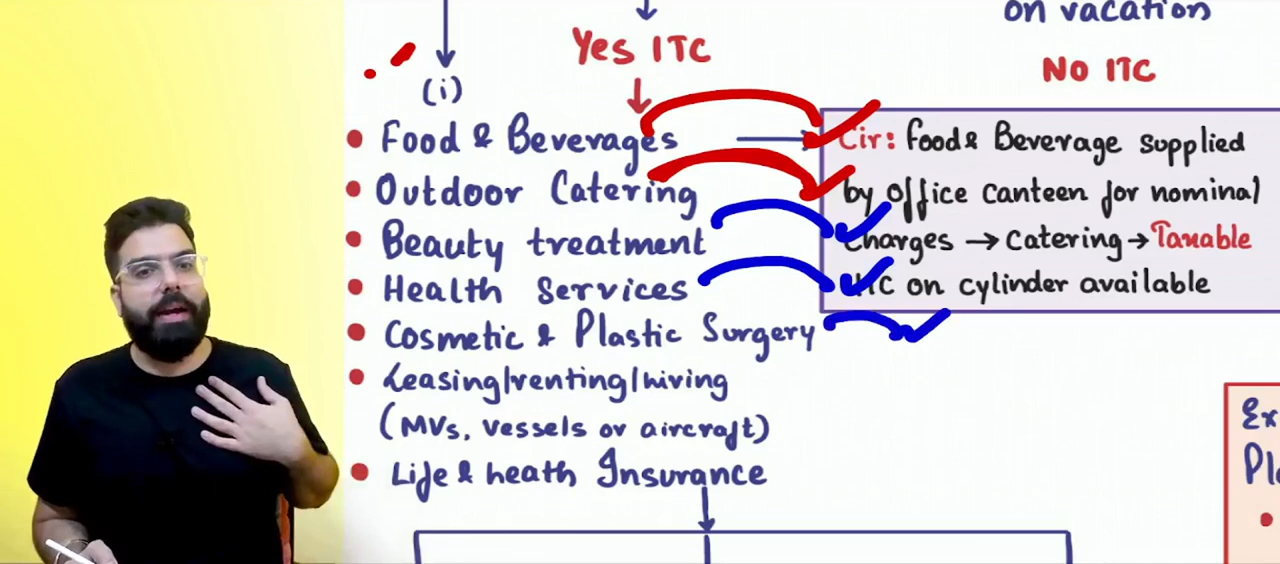 on vacation
Yes ITC
No ITC
(i)
Food & Beverages
Cir: Food & Beverage supplied
Outdoor Catering
by office canteen for nominal
Beauty treatment
Charges → Catering → Taxable
Health Services
ITC on cylinder available
Cosmetic & Plastic Surgery
Leasing/renting/hiring
(MVs, vessels or aircraft)
Life & heath Insurance
Ex
Pl